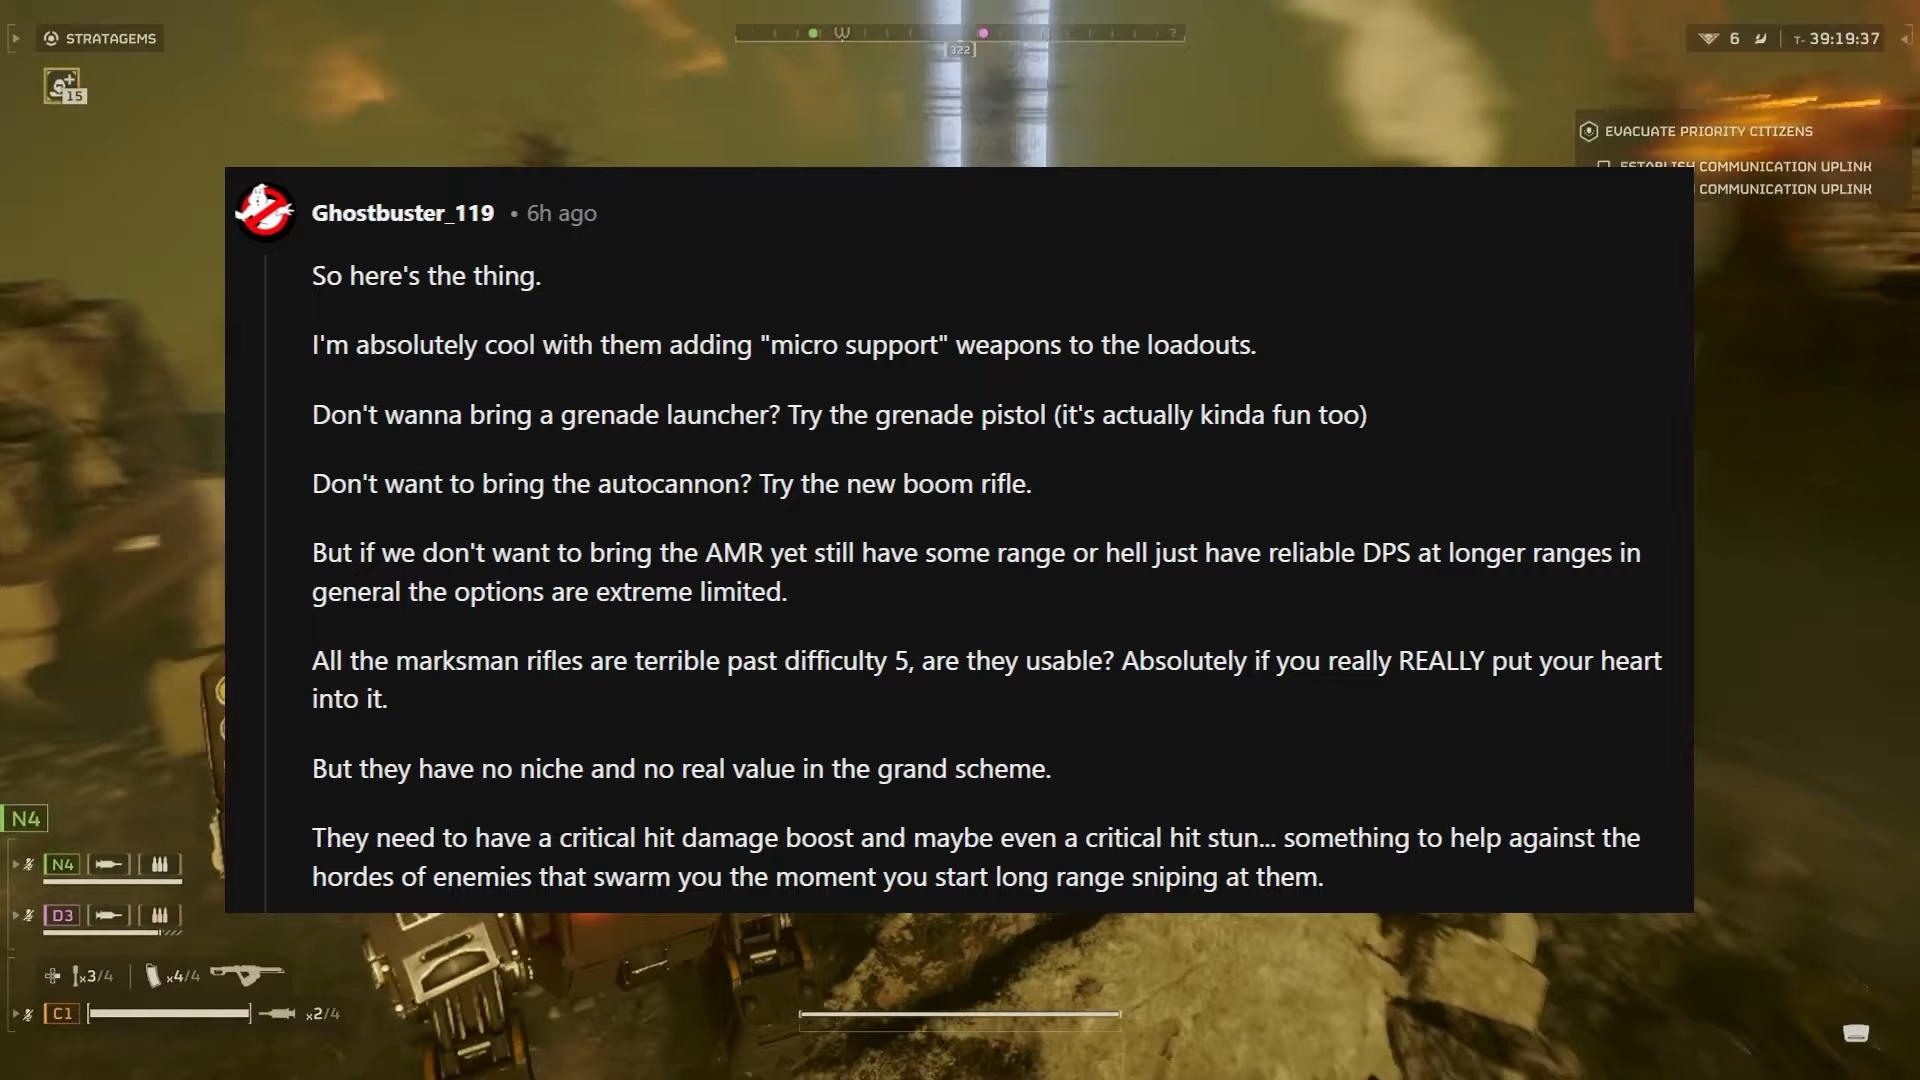 STRATAGEMS
15
W
322
6
T- 39:19:37
EVACUATE PRIORITY CITIZENS
ESTABLISH COMMUNICATION UPLINK
COMMUNICATION UPLINK
Ghostbuster_119 • 6h ago
So here's the thing.
I'm absolutely cool with them adding "micro support" weapons to the loadouts.
Don't wanna bring a grenade launcher? Try the grenade pistol (it's actually kinda fun too)
Don't want to bring the autocannon? Try the new boom rifle.
But if we don't want to bring the AMR yet still have some range or hell just have reliable DPS at longer ranges in
general the options are extreme limited.
All the marksman rifles are terrible past difficulty 5, are they usable? Absolutely if you really REALLY put your heart
into it.
But they have no niche and no real value in the grand scheme.
They need to have a critical hit damage boost and maybe even a critical hit stun... something to help against the
hordes of enemies that swarm you the moment you start long range sniping at them.
N4
N4
D3
x3/4 x4/4
C1 x2/4